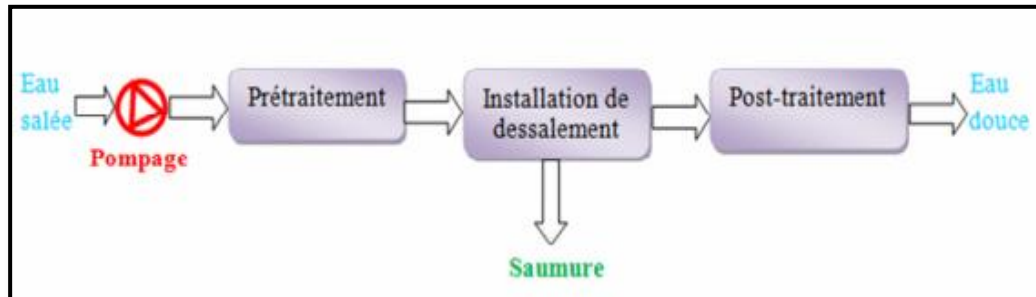 Eau
salée
Pompage
Prétraitement
Installation de
dessalement
Post-traitement
Eau
douce
Saumure